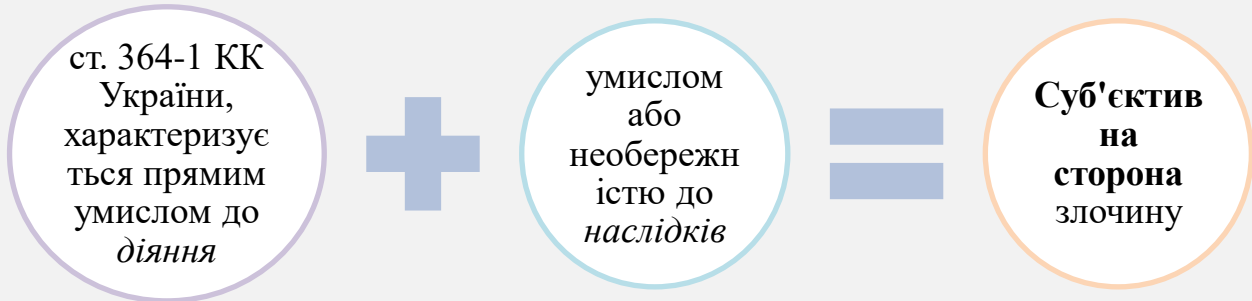 ст. 364-1 КК
України,
характеризує
ться прямим
умислом до
діяння
умислом
або
необережн
істю до
наслідків
Суб'єктив
на
сторона
злочину